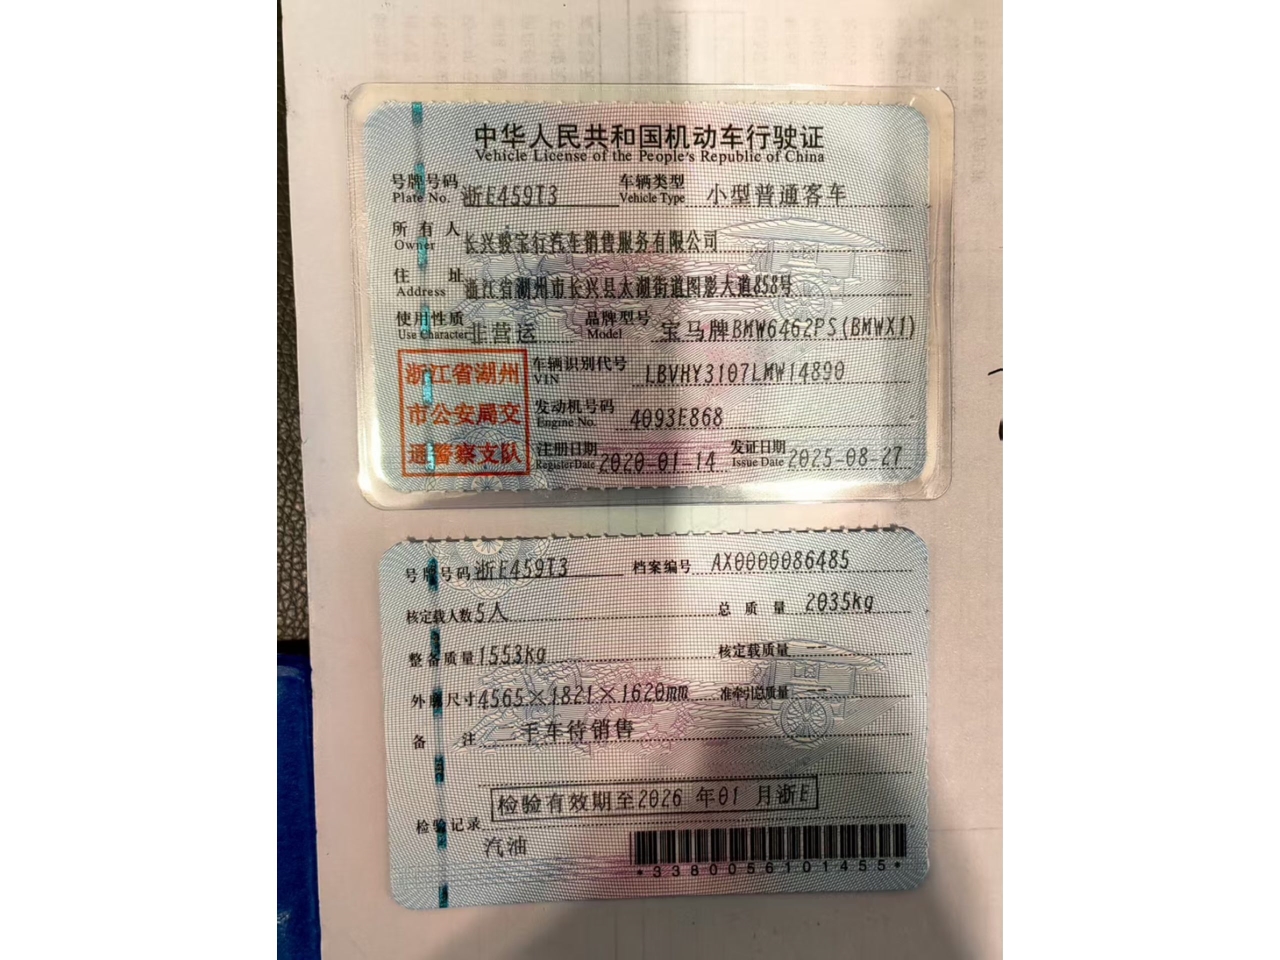 中华人民共和国机动车行驶证
Vehicle License of the People's Republic of China
号牌号码 Plate No. 浙E459T3 车辆类型 Vehicle Type 小型普通客车
所有人 Owner 长兴骏宝行汽车销售服务有限公司
住址 Address 浙江省湖州市长兴县太湖街道图影大道858号
使用性质 Use Character 非营运 品牌型号 Model 宝马牌BMW6462PS(BMWX1)
浙江省湖州市公安局交通警察支队
车辆识别代号 VIN LBVHY3107LMW14890
发动机号码 Engine No. 4093E868
注册日期 Register Date 2020-01-14 发证日期 Issue Date 2025-08-27
号牌号码 浙E459T3 档案编号 AX0000086485
核定载人数 5人 总质量 2035kg
整备质量 1553kg 核定载质量 --
外廓尺寸 4565×1821×1620mm 准牵引总质量 --
备注 二手车待销售
检验有效期至2026年01月浙E
检验记录
汽油
*3380056101455*